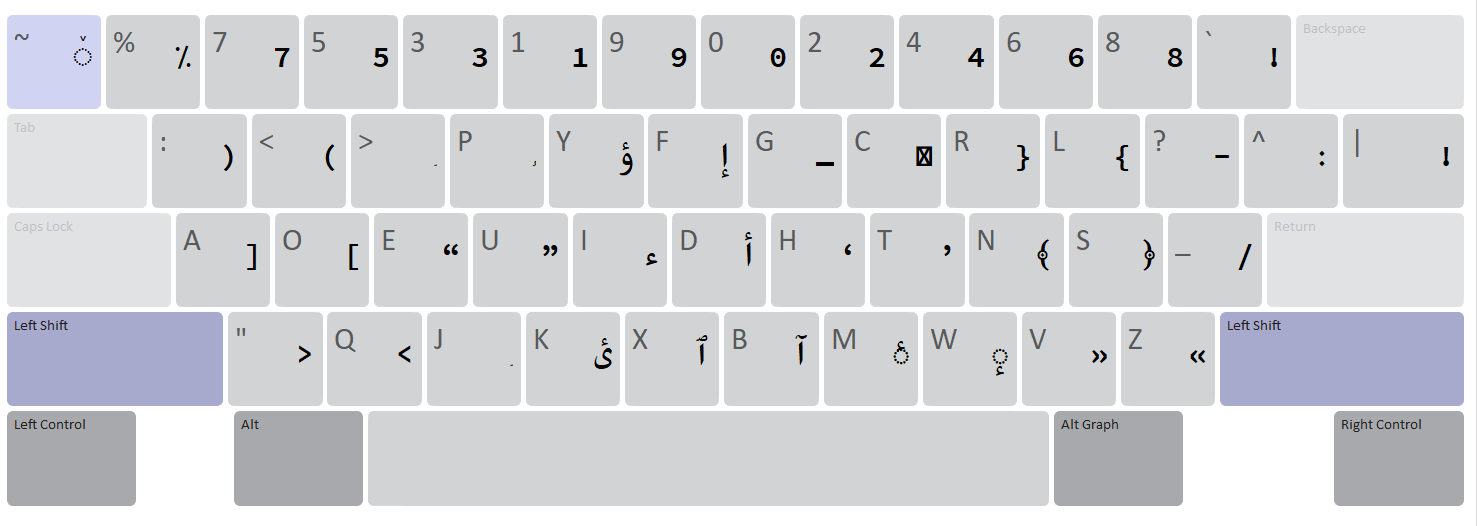 ~ ◌̌ % ٪ 7 7 5 5 3 3 1 1 9 9 0 0 2 2 4 4 6 6 8 8 ` ! Backspace
Tab : ) < ( > P Y ؤ F إ G – C R } L { ? - ^ : | !
Caps Lock A ] O [ E “ U ” I ء D أ H ‘ T ’ N ﴾ S ﴿ _ / Return
Left Shift " > Q < J K ئ X ٱ B آ M ◌ٔ W ◌ٕ V » Z « Left Shift
Left Control Alt Alt Graph Right Control